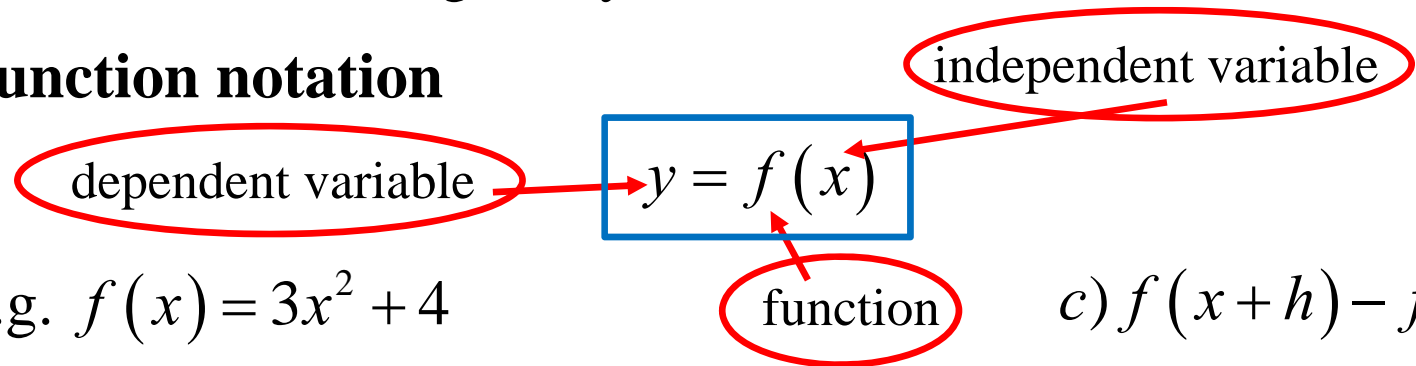 unction notation
independent variable
dependent variable
y = f(x)
.g. f(x) = 3x² + 4
function
c) f(x + h) −